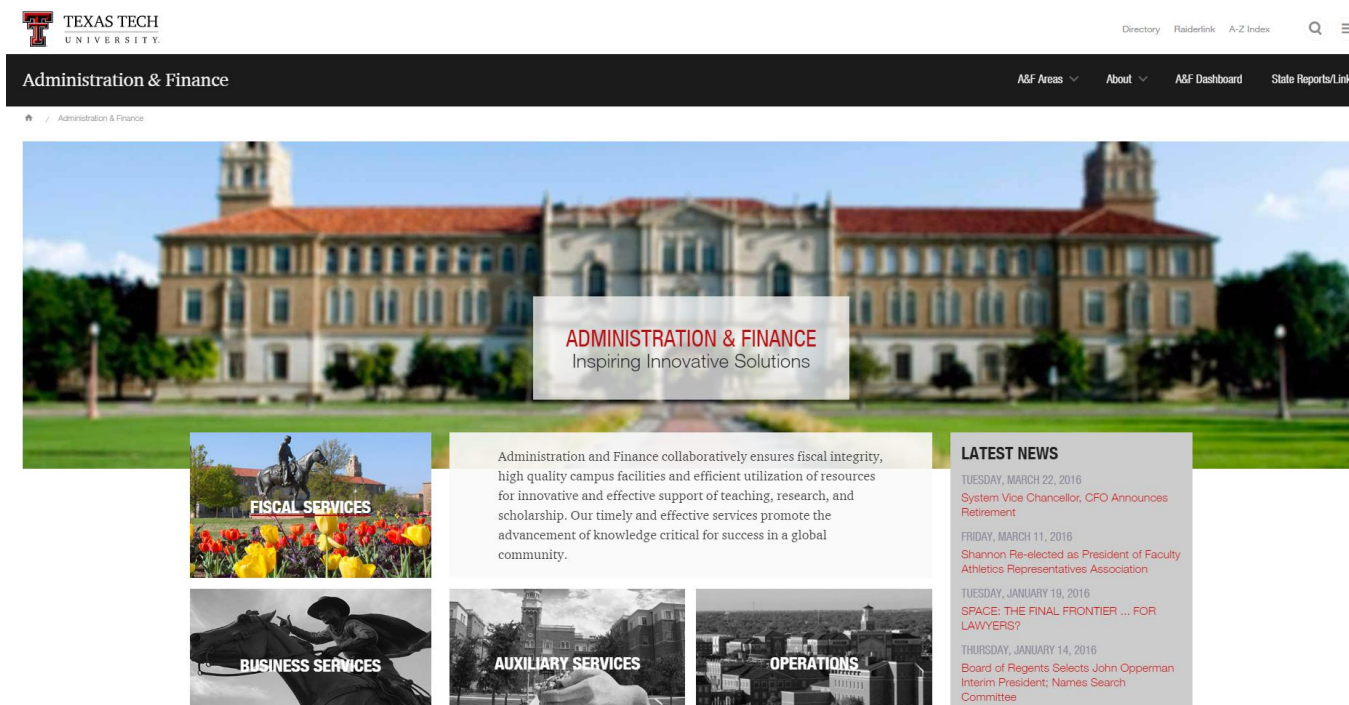 TEXAS TECH
UNIVERSITY.
Directory Raiderlink A-Z Index
Administration & Finance
A&F Areas About A&F Dashboard State Reports/Link
/ Administration & Finance
ADMINISTRATION & FINANCE
Inspiring Innovative Solutions
FISCAL SERVICES
Administration and Finance collaboratively ensures fiscal integrity,
high quality campus facilities and efficient utilization of resources
for innovative and effective support of teaching, research, and
scholarship. Our timely and effective services promote the
advancement of knowledge critical for success in a global
community.
BUSINESS SERVICES
AUXILIARY SERVICES
OPERATIONS
LATEST NEWS
TUESDAY, MARCH 22, 2016
System Vice Chancellor, CFO Announces
Retirement
FRIDAY, MARCH 11, 2016
Shannon Re-elected as President of Faculty
Athletics Representatives Association
TUESDAY, JANUARY 19, 2016
SPACE: THE FINAL FRONTIER ... FOR
LAWYERS?
THURSDAY, JANUARY 14, 2016
Board of Regents Selects John Opperman
Interim President; Names Search
Committee